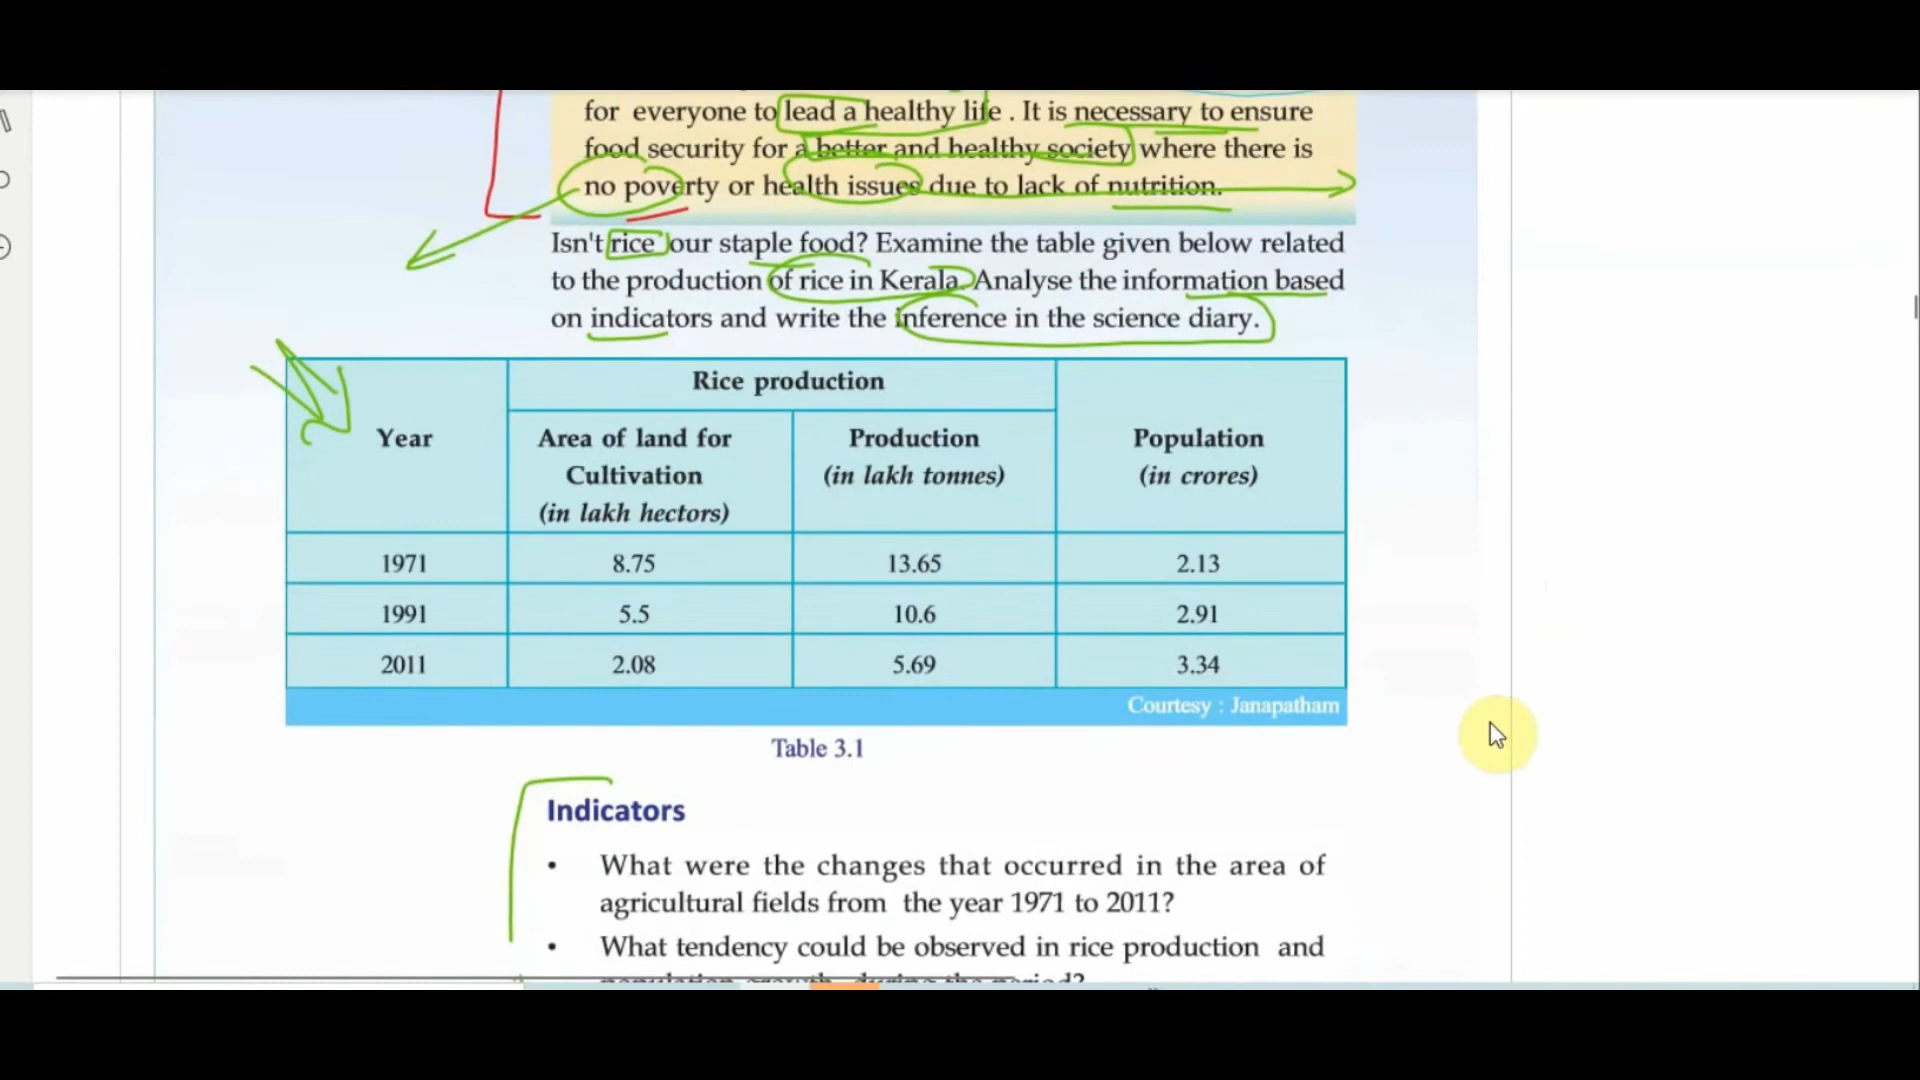 for everyone to lead a healthy life . It is necessary to ensure
food security for a better and healthy society where there is
no poverty or health issues due to lack of nutrition.
Isn't rice our staple food? Examine the table given below related
to the production of rice in Kerala. Analyse the information based
on indicators and write the inference in the science diary.
Rice production
Year
Area of land for
Cultivation
(in lakh hectors)
Production
(in lakh tonnes)
Population
(in crores)
1971 8.75 13.65 2.13
1991 5.5 10.6 2.91
2011 2.08 5.69 3.34
Courtesy : Janapatham
Table 3.1
Indicators
• What were the changes that occurred in the area of
agricultural fields from the year 1971 to 2011?
• What tendency could be observed in rice production and
population growth during the period?